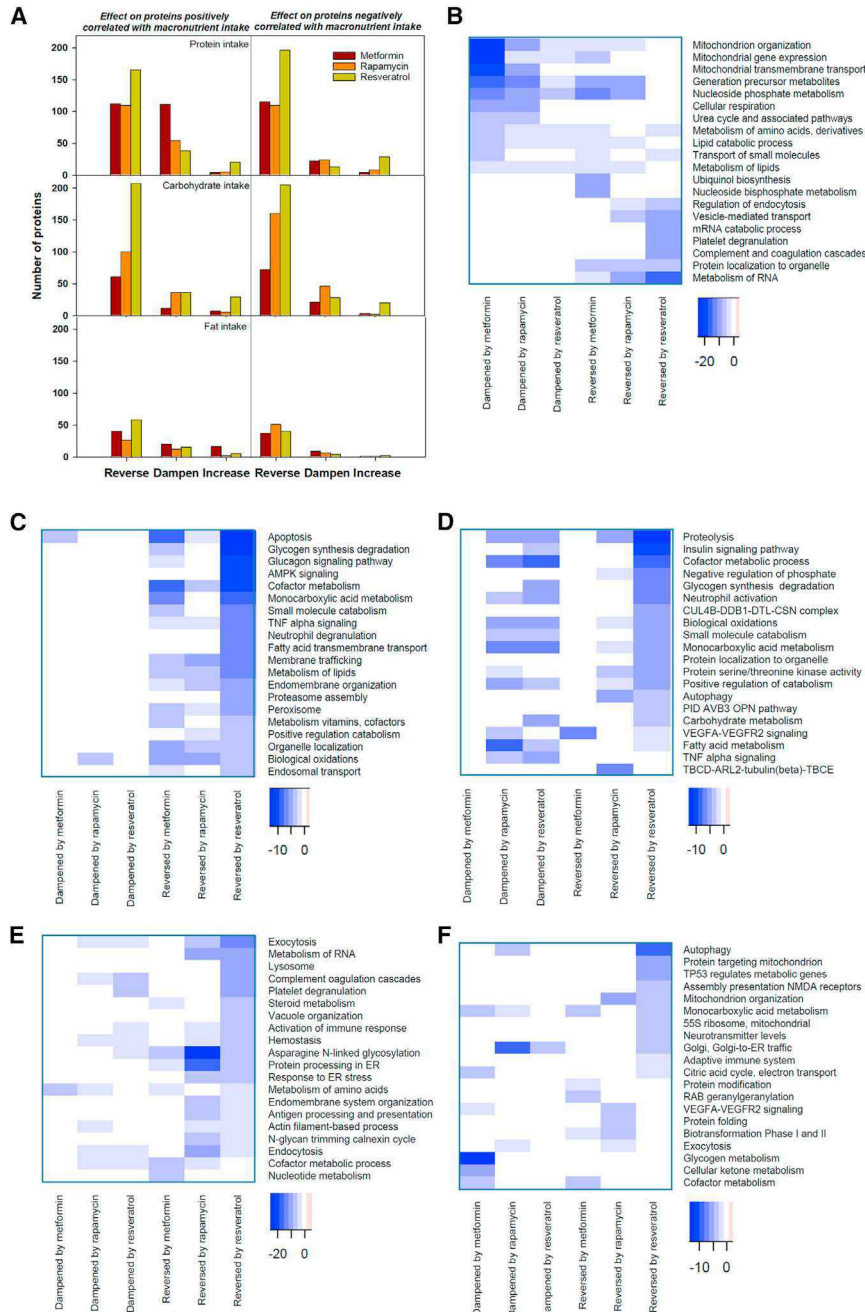 A
Effect on proteins positively
correlated with macronutrient intake
Effect on proteins negatively
correlated with macronutrient intake
Protein intake
Metformin
Rapamycin
Resveratrol
200
150
100
50
0
Carbohydrate intake
200
150
100
50
0
Fat intake
200
150
100
50
0
Number of proteins
Reverse Dampen Increase
Reverse Dampen Increase
B
Mitochondrion organization
Mitochondrial gene expression
Mitochondrial transmembrane transport
Generation precursor metabolites
Nucleoside phosphate metabolism
Cellular respiration
Urea cycle and associated pathways
Metabolism of amino acids, derivatives
Lipid catabolic process
Transport of small molecules
Metabolism of lipids
Ubiquinol biosynthesis
Nucleoside bisphosphate metabolism
Regulation of endocytosis
Vesicle-mediated transport
mRNA catabolic process
Platelet degranulation
Complement and coagulation cascades
Protein localization to organelle
Metabolism of RNA
-20 0
Dampened by metformin
Dampened by rapamycin
Dampened by resveratrol
Reversed by metformin
Reversed by rapamycin
Reversed by resveratrol
C
Apoptosis
Glycogen synthesis degradation
Glucagon signaling pathway
AMPK signaling
Cofactor metabolism
Monocarboxylic acid metabolism
Small molecule catabolism
TNF alpha signaling
Neutrophil degranulation
Fatty acid transmembrane transport
Membrane trafficking
Metabolism of lipids
Endomembrane organization
Proteasome assembly
Peroxisome
Metabolism vitamins, cofactors
Positive regulation catabolism
Organelle localization
Biological oxidations
Endosomal transport
-10 0
Dampened by metformin
Dampened by rapamycin
Dampened by resveratrol
Reversed by metformin
Reversed by rapamycin
Reversed by resveratrol
D
Proteolysis
Insulin signaling pathway
Cofactor metabolic process
Negative regulation of phosphate
Glycogen synthesis degradation
Neutrophil activation
CUL4B-DDB1-DTL-CSN complex
Biological oxidations
Small molecule catabolism
Monocarboxylic acid metabolism
Protein localization to organelle
Protein serine/threonine kinase activity
Positive regulation of catabolism
Autophagy
PID AVB3 OPN pathway
Carbohydrate metabolism
VEGFA-VEGFR2 signaling
Fatty acid metabolism
TNF alpha signaling
TBCD-ARL2-tubulin(beta)-TBCE
-10 0
Dampened by metformin
Dampened by rapamycin
Dampened by resveratrol
Reversed by metformin
Reversed by rapamycin
Reversed by resveratrol
E
Exocytosis
Metabolism of RNA
Lysosome
Complement oagulation cascades
Platelet degranulation
Steroid metabolism
Vacuole organization
Activation of immune response
Hemostasis
Asparagine N-linked glycosylation
Protein processing in ER
Response to ER stress
Metabolism of amino acids
Endomembrane system organization
Antigen processing and presentation
Actin filament-based process
N-glycan trimming calnexin cycle
Endocytosis
Cofactor metabolic process
Nucleotide metabolism
-20 0
Dampened by metformin
Dampened by rapamycin
Dampened by resveratrol
Reversed by metformin
Reversed by rapamycin
Reversed by resveratrol
F
Autophagy
Protein targeting mitochondrion
TP53 regulates metabolic genes
Assembly presentation NMDA receptors
Mitochondrion organization
Monocarboxylic acid metabolism
55S ribosome, mitochondrial
Neurotransmitter levels
Golgi, Golgi-to-ER traffic
Adaptive immune system
Citric acid cycle, electron transport
Protein modification
RAB geranylgeranylation
VEGFA-VEGFR2 signaling
Protein folding
Biotransformation Phase I and II
Exocytosis
Glycogen metabolism
Cellular ketone metabolism
Cofactor metabolism
-10 0
Dampened by metformin
Dampened by rapamycin
ampened by resveratrol
Reversed by metformin
Reversed by rapamycin
Reversed by resveratrol